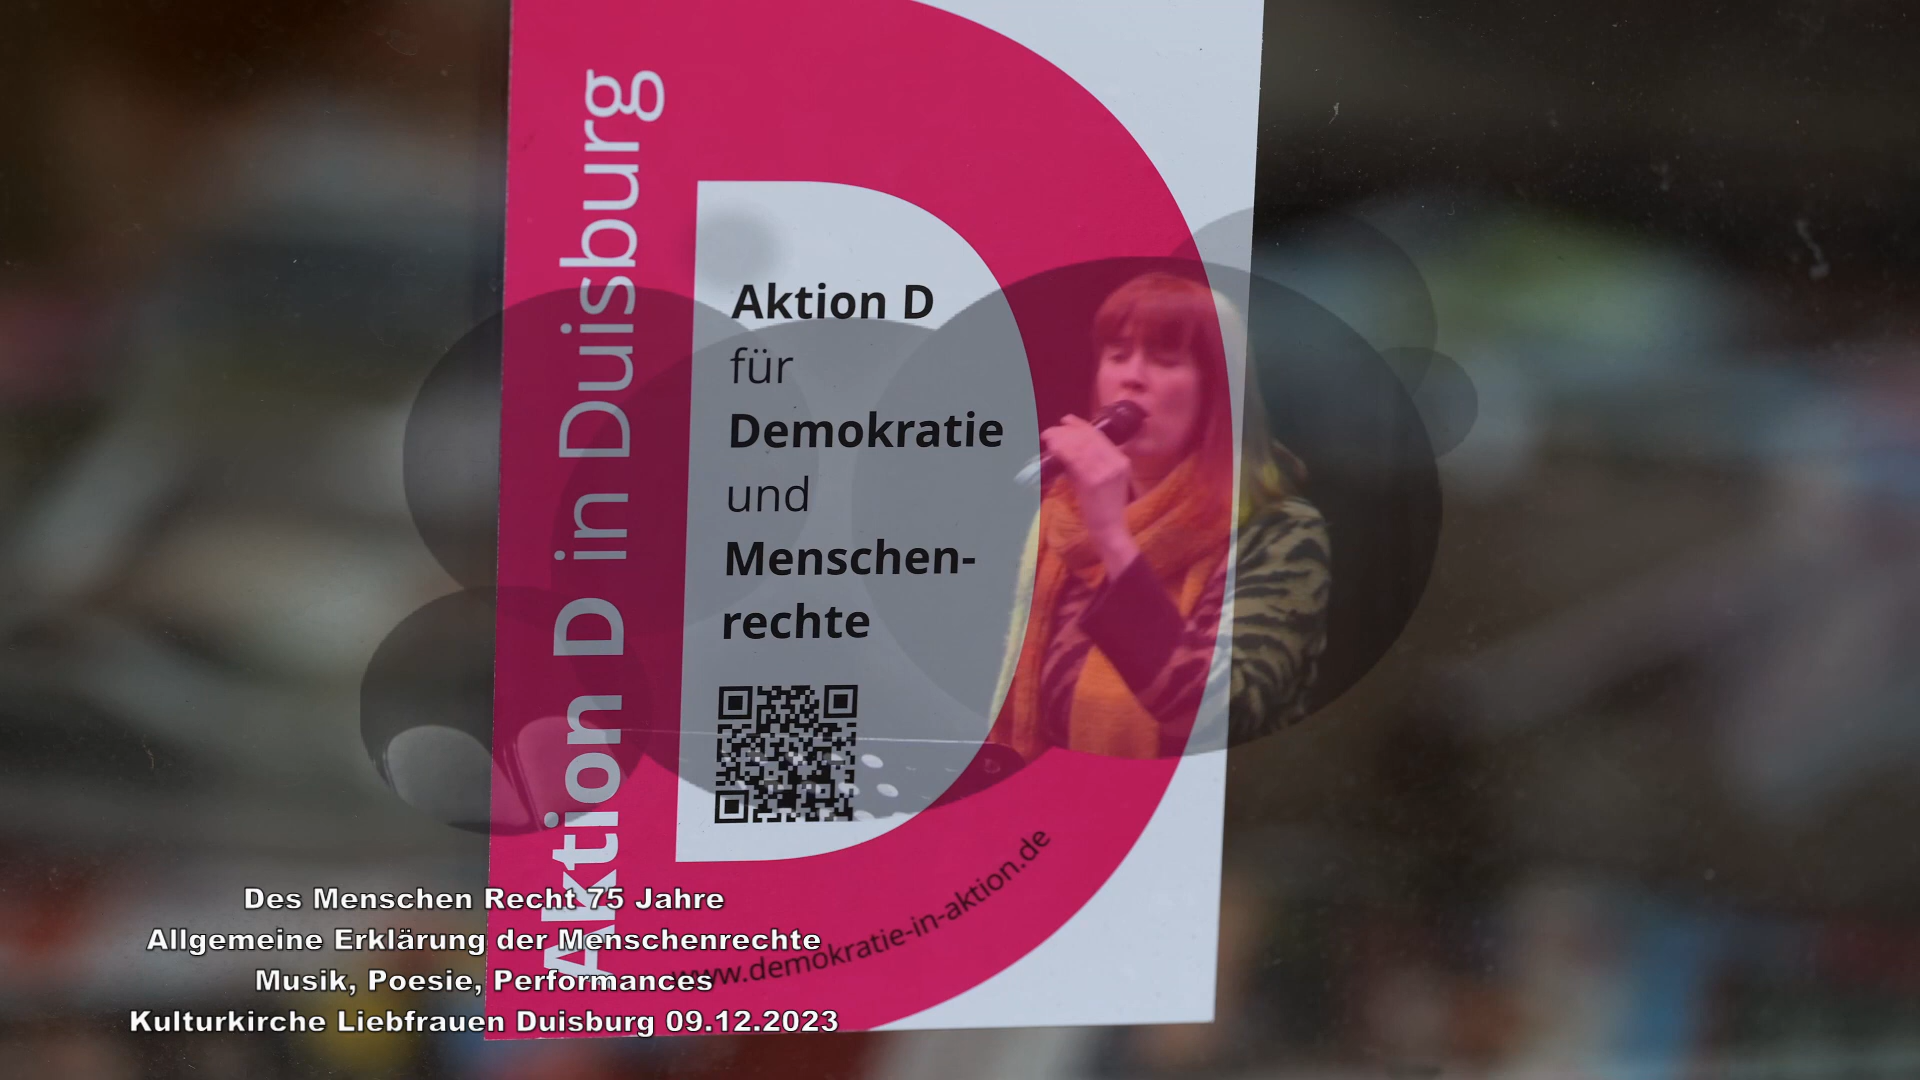 Aktion D in Duisburg
Aktion D
für
Demokratie
und
Menschen-
rechte
www.demokratie-in-aktion.de
Des Menschen Recht 75 Jahre
Allgemeine Erklärung der Menschenrechte
Musik, Poesie, Performances
Kulturkirche Liebfrauen Duisburg 09.12.2023